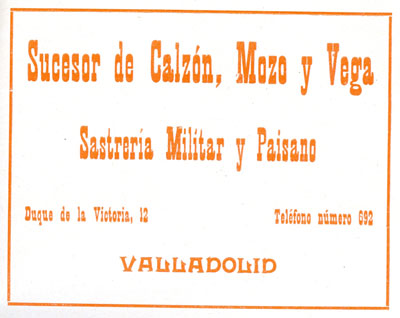 Sucesor de Calzón, Mozo y Vega
Sastrería Militar y Paisano
Duque de la Victoria, 12 Teléfono número 692
VALLADOLID